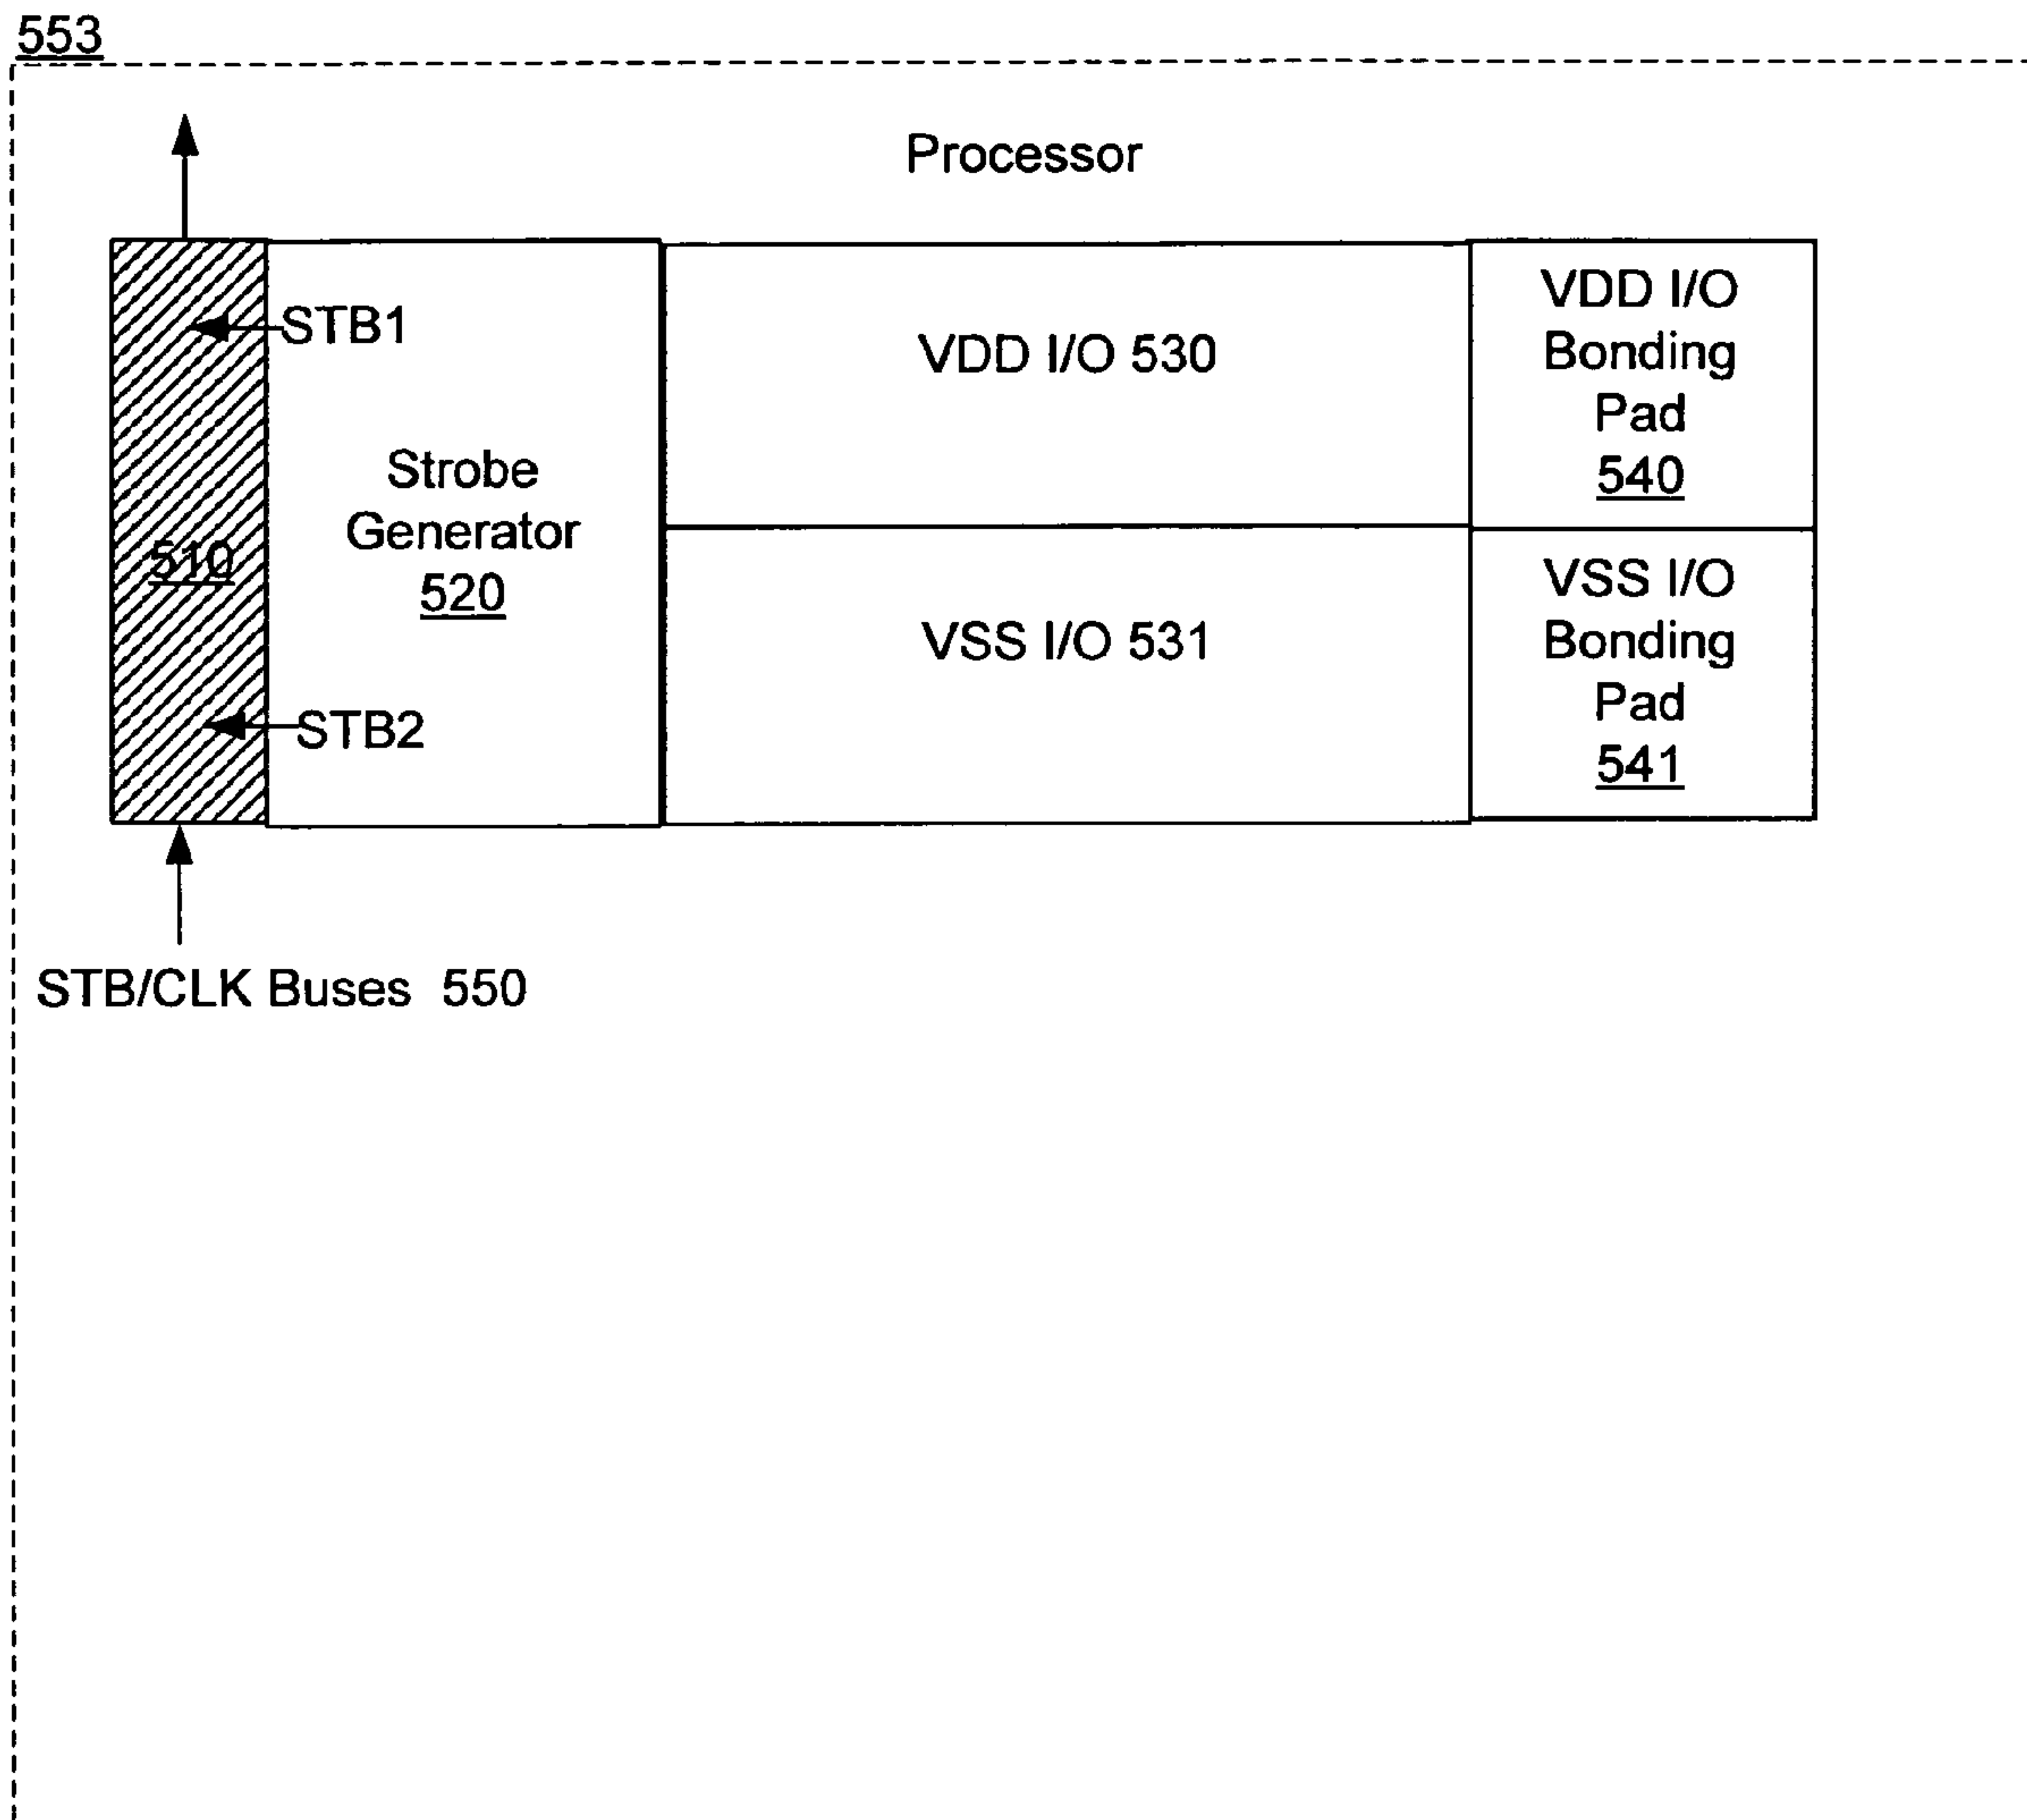 553
Processor
STB1
VDD I/O 530
VDD I/O
Bonding
Pad
540
Strobe
Generator
520
510
VSS I/O 531
VSS I/O
Bonding
Pad
541
STB2
STB/CLK Buses 550